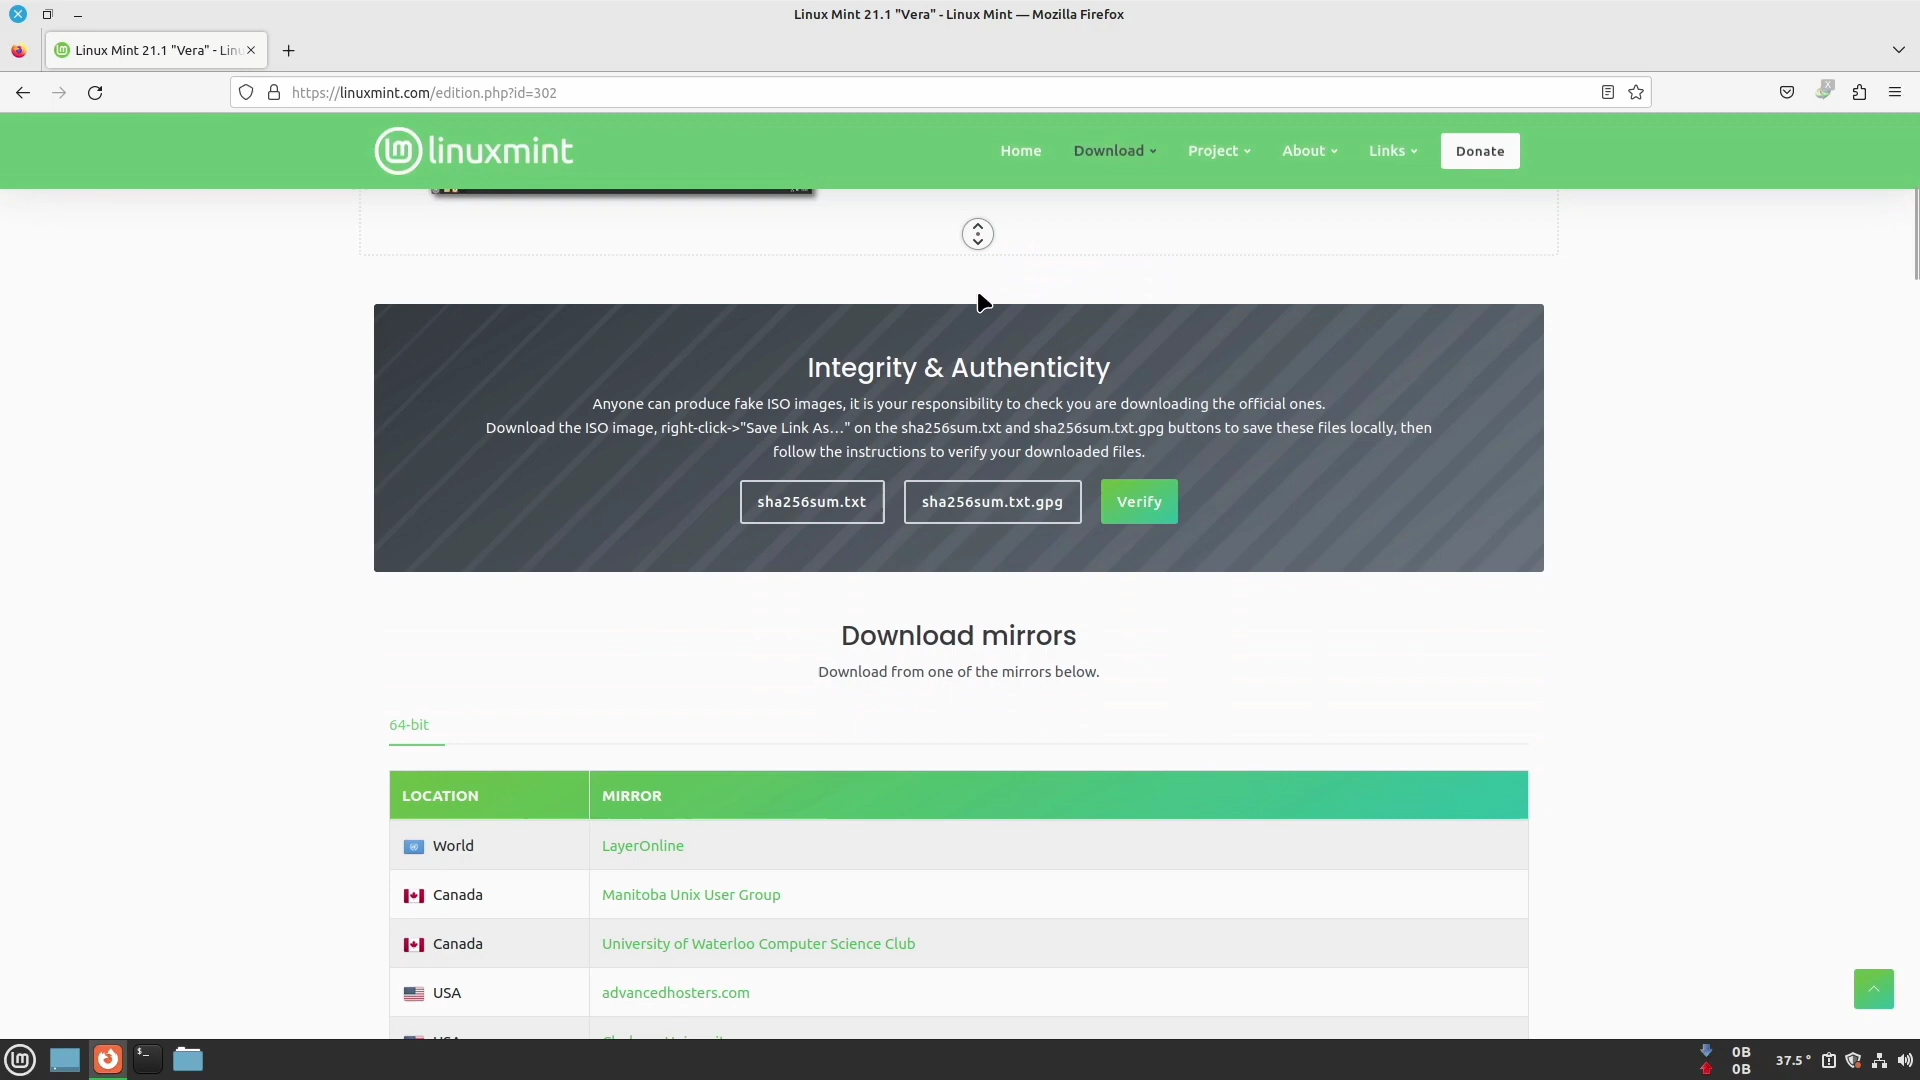 Linux Mint 21.1 "Vera" - Linux Mint — Mozilla Firefox
Linux Mint 21.1 "Vera" - Linu
https://linuxmint.com/edition.php?id=302
linuxmint
Home
Download
Project
About
Links
Donate
Integrity & Authenticity
Anyone can produce fake ISO images, it is your responsibility to check you are downloading the official ones.
Download the ISO image, right-click->"Save Link As..." on the sha256sum.txt and sha256sum.txt.gpg buttons to save these files locally, then
follow the instructions to verify your downloaded files.
sha256sum.txt
sha256sum.txt.gpg
Verify
Download mirrors
Download from one of the mirrors below.
64-bit
LOCATION
MIRROR
World
LayerOnline
Canada
Manitoba Unix User Group
Canada
University of Waterloo Computer Science Club
USA
advancedhosters.com
0B
0B
37.5 °